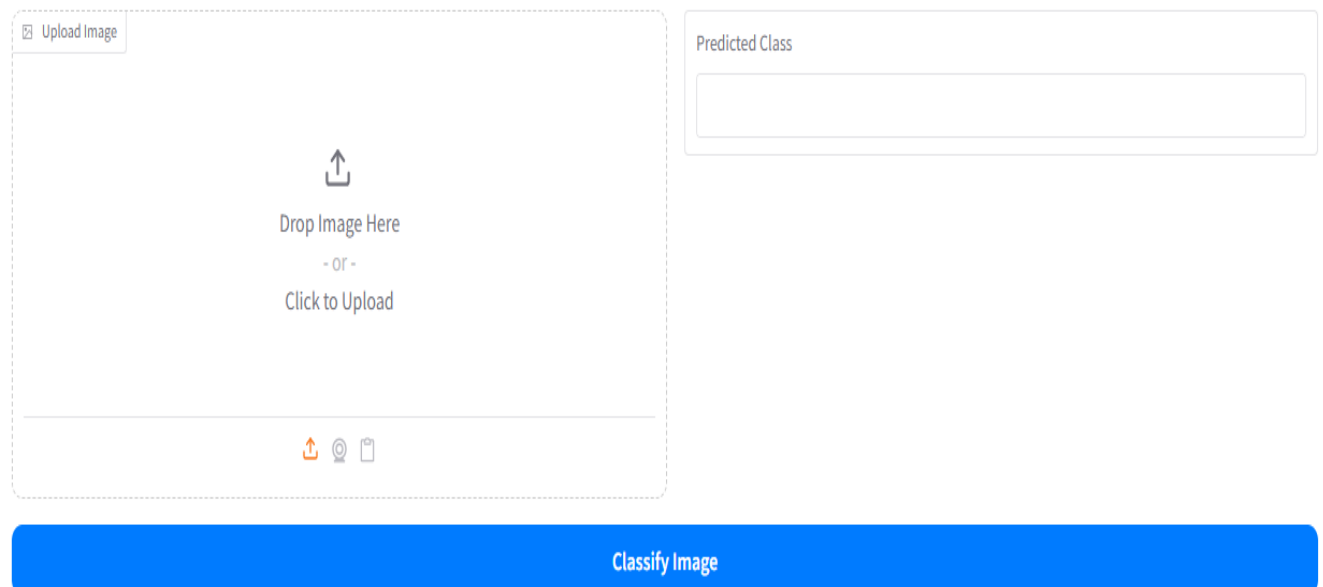 Upload Image
Drop Image Here
- or -
Click to Upload
Predicted Class
Classify Image